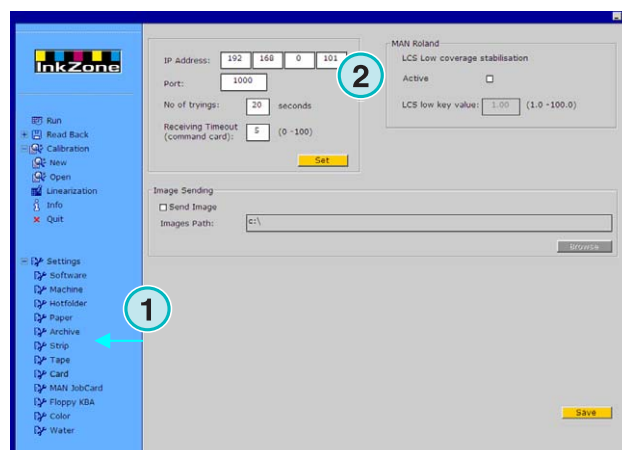 InkZone
Run
Read Back
Calibration
New
Open
Linearization
Info
Quit
Settings
Software
Machine
Hotfolder
Paper
Archive
Strip
Tape
Card
MAN JobCard
Floppy KBA
Color
Water
1
IP Address: 192 168 0 101
Port: 1000
No of tryings: 20 seconds
Receiving Timeout
(command card): 5 (0 -100)
Set
2
MAN Roland
LCS Low coverage stabilisation
Active
LCS low key value: 1.00 (1.0 -100.0)
Image Sending
Send Image
Images Path: c:\
Browse
Save